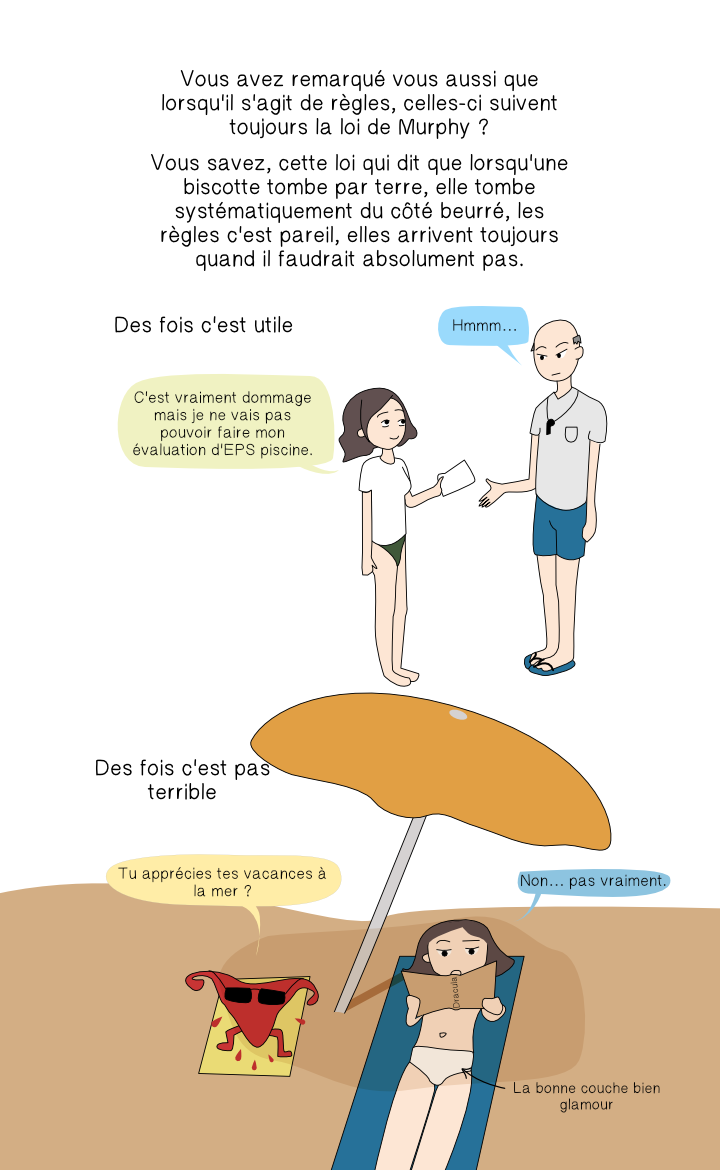 Vous avez remarqué vous aussi que
lorsqu'il s'agit de règles, celles-ci suivent
toujours la loi de Murphy ?
Vous savez, cette loi qui dit que lorsqu'une
biscotte tombe par terre, elle tombe
systématiquement du côté beurré, les
règles c'est pareil, elles arrivent toujours
quand il faudrait absolument pas.
Des fois c'est utile
Hmmm...
C'est vraiment dommage
mais je ne vais pas
pouvoir faire mon
évaluation d'EPS piscine.
Des fois c'est pas
terrible
Tu apprécies tes vacances à
la mer ?
Non... pas vraiment.
Dracula
La bonne couche bien
glamour